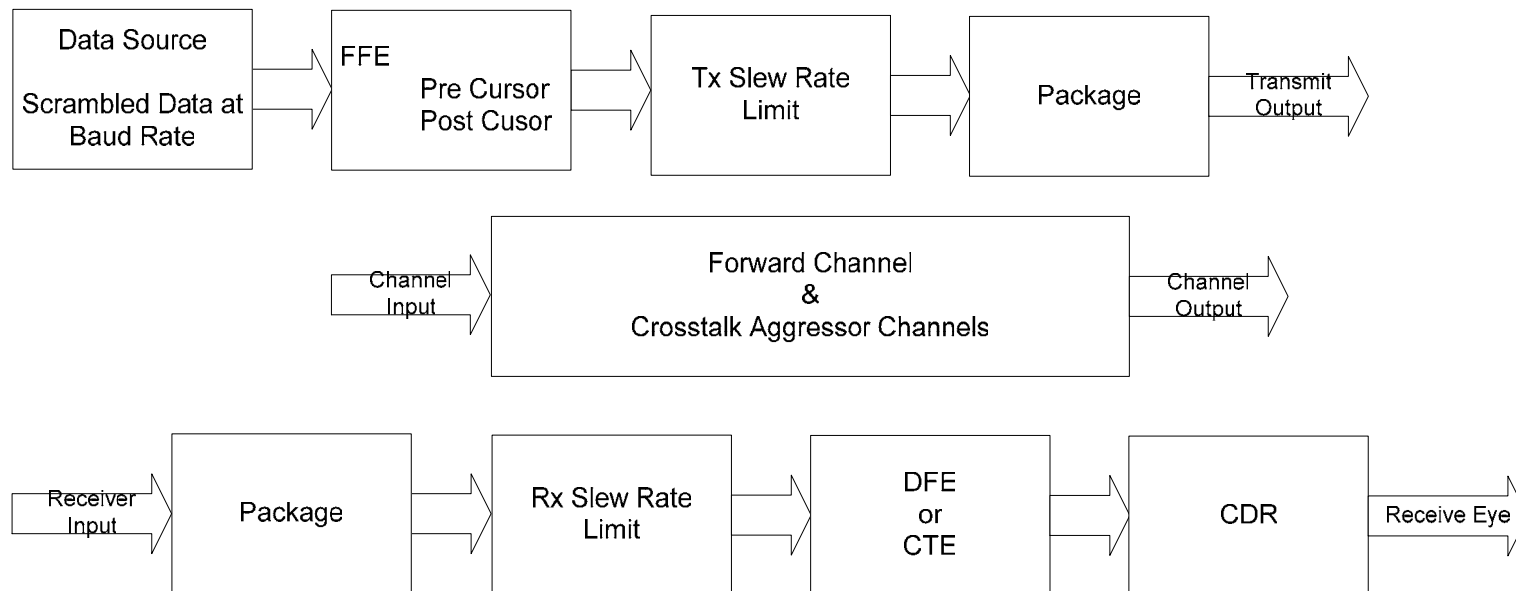 Data Source
Scrambled Data at
Baud Rate
FFE
Pre Cursor
Post Cusor
Tx Slew Rate
Limit
Package
Transmit
Output
Channel
Input
Forward Channel
&
Crosstalk Aggressor Channels
Channel
Output
Receiver
Input
Package
Rx Slew Rate
Limit
DFE
or
CTE
CDR
Receive Eye